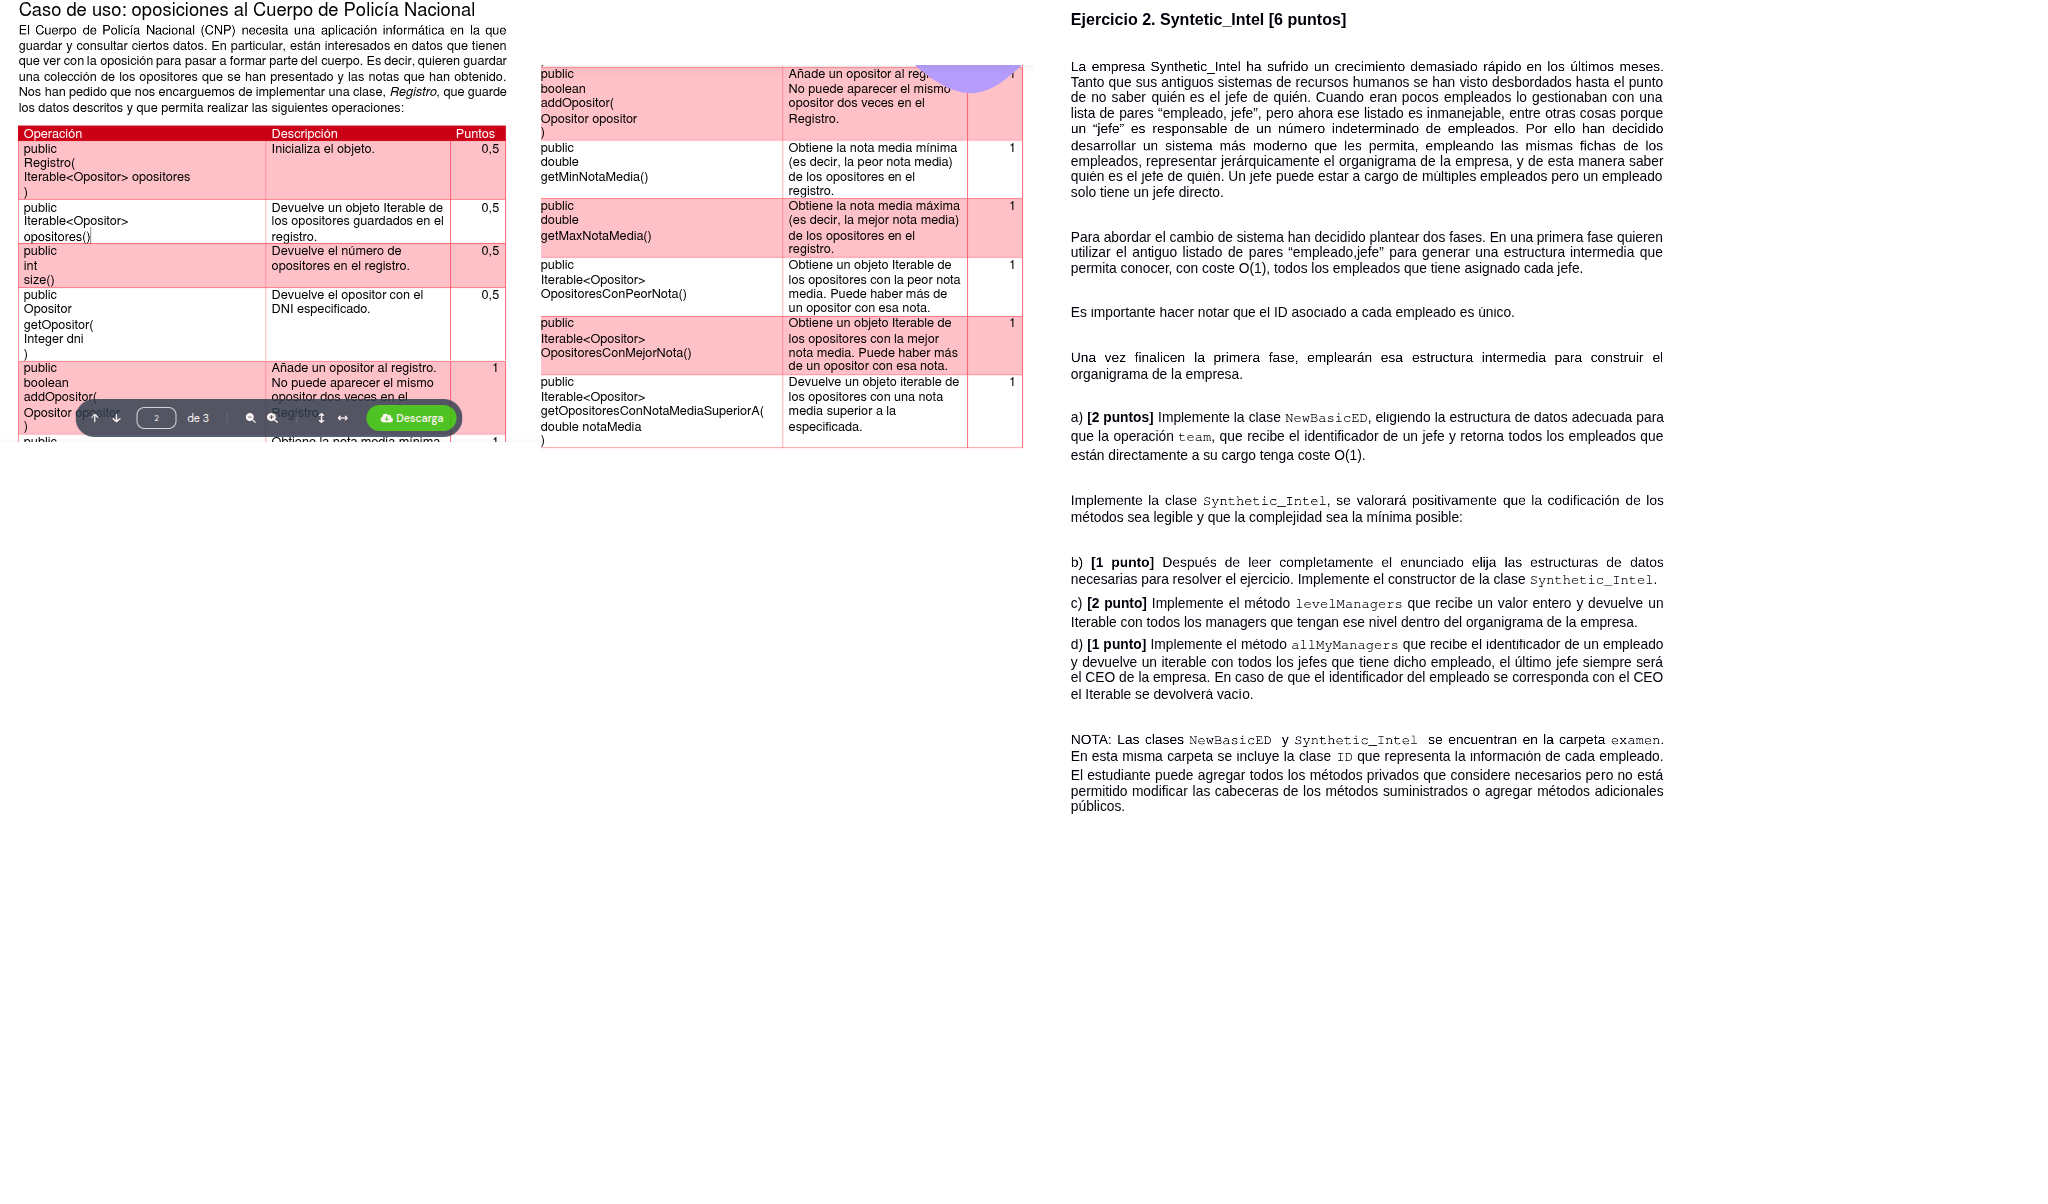 Caso de uso: oposiciones al Cuerpo de Policía Nacional
El Cuerpo de Policía Nacional (CNP) necesita una aplicación informática en la que
guardar y consultar ciertos datos. En particular, están interesados en datos que tienen
que ver con la oposición para pasar a formar parte del cuerpo. Es decir, quieren guardar
una colección de los opositores que se han presentado y las notas que han obtenido.
Nos han pedido que nos encarguemos de implementar una clase, Registro, que guarde
los datos descritos y que permita realizar las siguientes operaciones:
Operación Descripción Puntos
public Inicializa el objeto. 0,5
Registro(
Iterable<Opositor> opositores
)
public Devuelve un objeto Iterable de 0,5
Iterable<Opositor> los opositores guardados en el
opositores() registro.
public Devuelve el número de 0,5
int opositores en el registro.
size()
public Devuelve el opositor con el 0,5
Opositor DNI especificado.
getOpositor(
Integer dni
)
public Añade un opositor al registro. 1
boolean No puede aparecer el mismo
addOpositor( opositor dos veces en el
Opositor opositor Registro.
)
2 de 3 Descarga
public Obtiene la nota media mínima 1
public Añade un opositor al 1
boolean No puede aparecer el mismo
addOpositor( opositor dos veces en el
Opositor opositor Registro.
)
public Obtiene la nota media mínima 1
double (es decir, la peor nota media)
getMinNotaMedia() de los opositores en el
registro.
public Obtiene la nota media máxima 1
double (es decir, la mejor nota media)
getMaxNotaMedia() de los opositores en el
registro.
public Obtiene un objeto Iterable de 1
Iterable<Opositor> los opositores con la peor nota
OpositoresConPeorNota() media. Puede haber más de
un opositor con esa nota.
public Obtiene un objeto Iterable de 1
Iterable<Opositor> los opositores con la mejor
OpositoresConMejorNota() nota media. Puede haber más
de un opositor con esa nota.
public Devuelve un objeto iterable de 1
Iterable<Opositor> los opositores con una nota
getOpositoresConNotaMediaSuperiorA( media superior a la
double notaMedia especificada.
)
Ejercicio 2. Syntetic_Intel [6 puntos]
La empresa Synthetic_Intel ha sufrido un crecimiento demasiado rápido en los últimos meses.
Tanto que sus antiguos sistemas de recursos humanos se han visto desbordados hasta el punto
de no saber quién es el jefe de quién. Cuando eran pocos empleados lo gestionaban con una
lista de pares “empleado, jefe”, pero ahora ese listado es inmanejable, entre otras cosas porque
un “jefe” es responsable de un número indeterminado de empleados. Por ello han decidido
desarrollar un sistema más moderno que les permita, empleando las mismas fichas de los
empleados, representar jerárquicamente el organigrama de la empresa, y de esta manera saber
quién es el jefe de quién. Un jefe puede estar a cargo de múltiples empleados pero un empleado
solo tiene un jefe directo.
Para abordar el cambio de sistema han decidido plantear dos fases. En una primera fase quieren
utilizar el antiguo listado de pares “empleado,jefe” para generar una estructura intermedia que
permita conocer, con coste O(1), todos los empleados que tiene asignado cada jefe.
Es importante hacer notar que el ID asociado a cada empleado es único.
Una vez finalicen la primera fase, emplearán esa estructura intermedia para construir el
organigrama de la empresa.
a) [2 puntos] Implemente la clase NewBasicED, eligiendo la estructura de datos adecuada para
que la operación team, que recibe el identificador de un jefe y retorna todos los empleados que
están directamente a su cargo tenga coste O(1).
Implemente la clase Synthetic_Intel, se valorará positivamente que la codificación de los
métodos sea legible y que la complejidad sea la mínima posible:
b) [1 punto] Después de leer completamente el enunciado elija las estructuras de datos
necesarias para resolver el ejercicio. Implemente el constructor de la clase Synthetic_Intel.
c) [2 punto] Implemente el método levelManagers que recibe un valor entero y devuelve un
Iterable con todos los managers que tengan ese nivel dentro del organigrama de la empresa.
d) [1 punto] Implemente el método allMyManagers que recibe el identificador de un empleado
y devuelve un iterable con todos los jefes que tiene dicho empleado, el último jefe siempre será
el CEO de la empresa. En caso de que el identificador del empleado se corresponda con el CEO
el Iterable se devolverá vacío.
NOTA: Las clases NewBasicED y Synthetic_Intel se encuentran en la carpeta examen.
En esta misma carpeta se incluye la clase ID que representa la información de cada empleado.
El estudiante puede agregar todos los métodos privados que considere necesarios pero no está
permitido modificar las cabeceras de los métodos suministrados o agregar métodos adicionales
públicos.